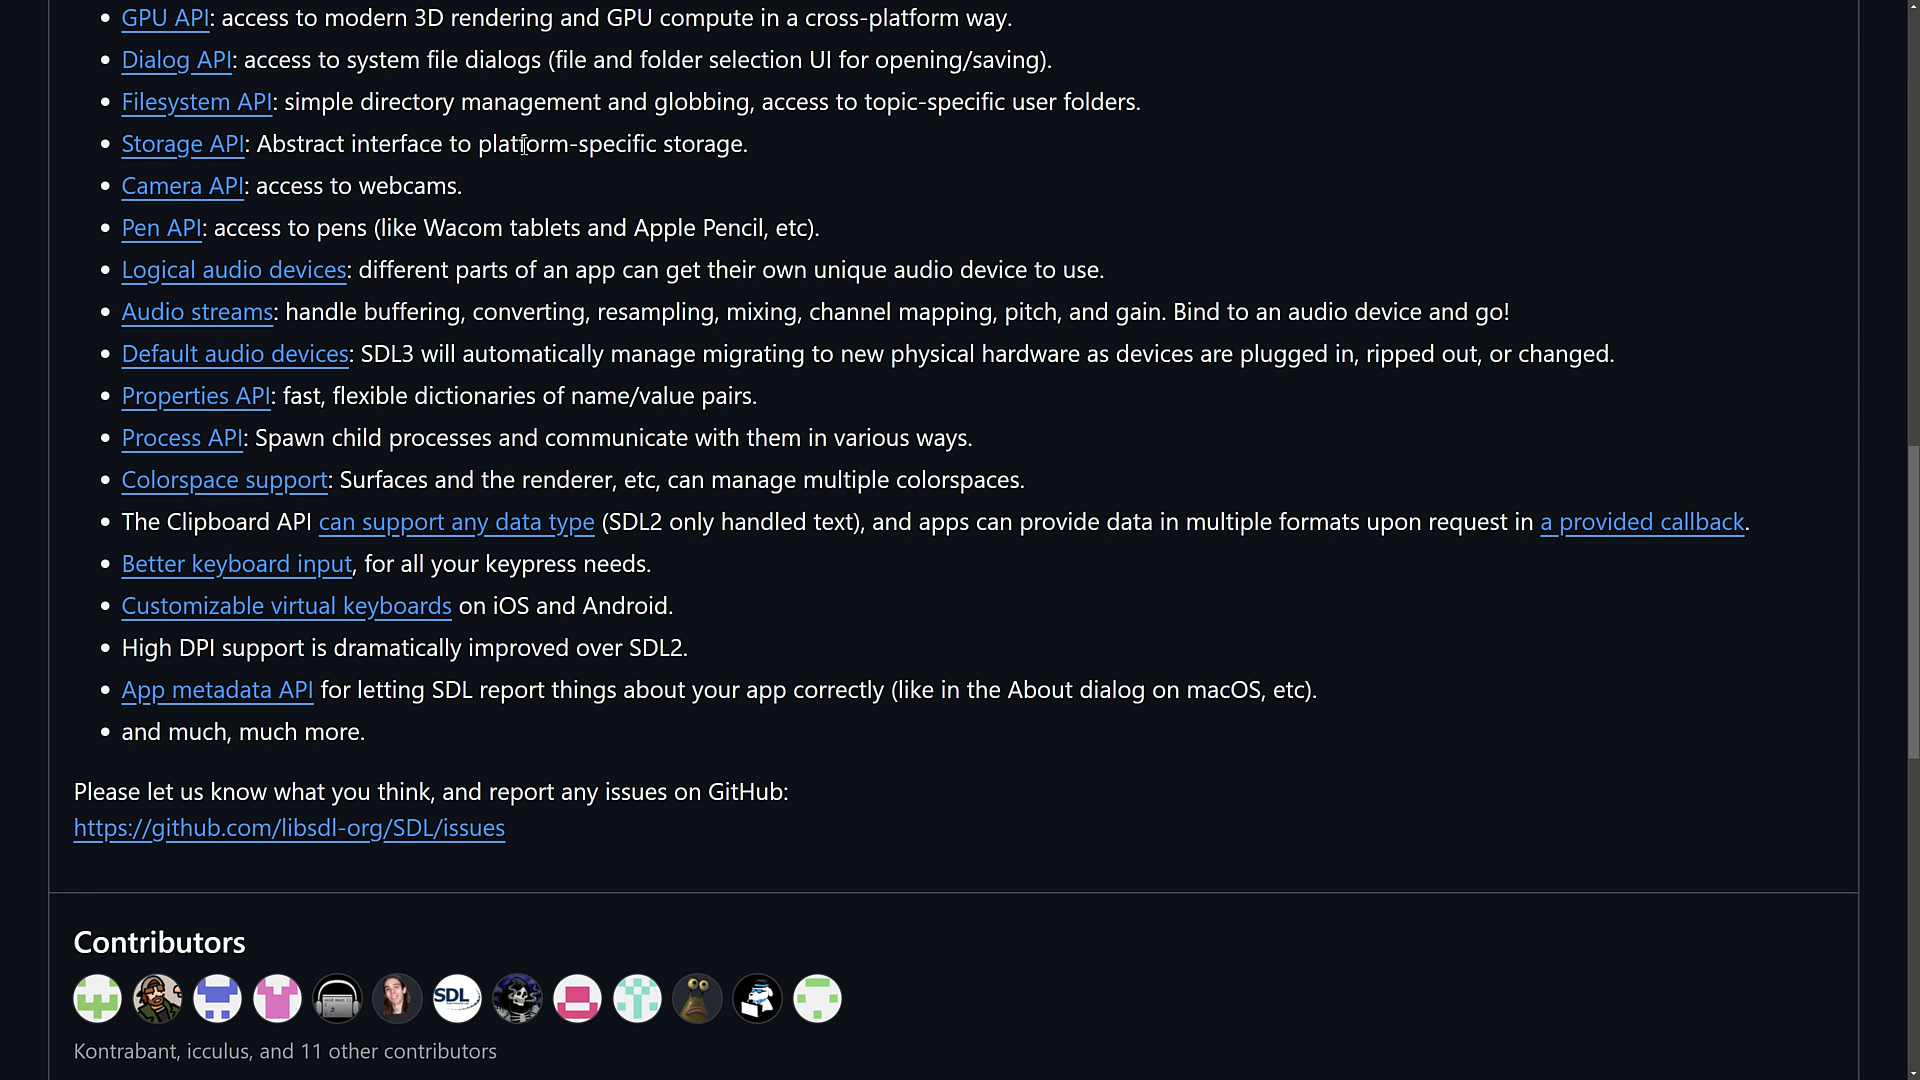 GPU API: access to modern 3D rendering and GPU compute in a cross-platform way.
Dialog API: access to system file dialogs (file and folder selection UI for opening/saving).
Filesystem API: simple directory management and globbing, access to topic-specific user folders.
Storage API: Abstract interface to platform-specific storage.
Camera API: access to webcams.
Pen API: access to pens (like Wacom tablets and Apple Pencil, etc).
Logical audio devices: different parts of an app can get their own unique audio device to use.
Audio streams: handle buffering, converting, resampling, mixing, channel mapping, pitch, and gain. Bind to an audio device and go!
Default audio devices: SDL3 will automatically manage migrating to new physical hardware as devices are plugged in, ripped out, or changed.
Properties API: fast, flexible dictionaries of name/value pairs.
Process API: Spawn child processes and communicate with them in various ways.
Colorspace support: Surfaces and the renderer, etc, can manage multiple colorspaces.
The Clipboard API can support any data type (SDL2 only handled text), and apps can provide data in multiple formats upon request in a provided callback.
Better keyboard input, for all your keypress needs.
Customizable virtual keyboards on iOS and Android.
High DPI support is dramatically improved over SDL2.
App metadata API for letting SDL report things about your app correctly (like in the About dialog on macOS, etc).
and much, much more.
Please let us know what you think, and report any issues on GitHub:
https://github.com/libsdl-org/SDL/issues
Contributors
SDL
Kontrabant, icculus, and 11 other contributors